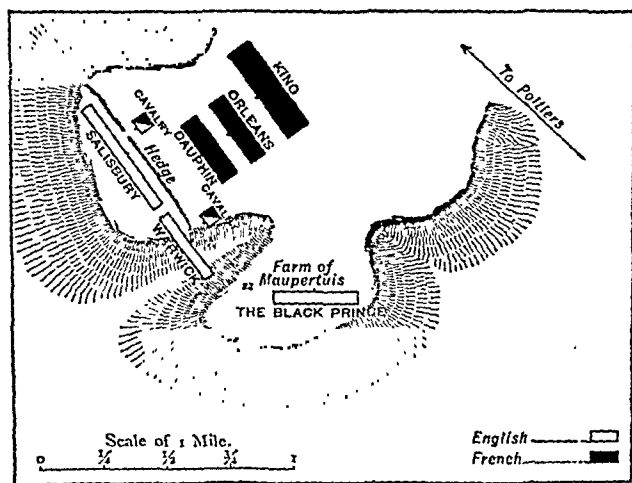 KING
ORLEANS
DAUPHIN
CAVALRY
Hedge
SALISBURY
CAVAL
WARWICK
To Poitiers
Farm of
Maupertuis
THE BLACK PRINCE
Scale of 1 Mile.
0 ¼ ½ ¾ 1
English
French